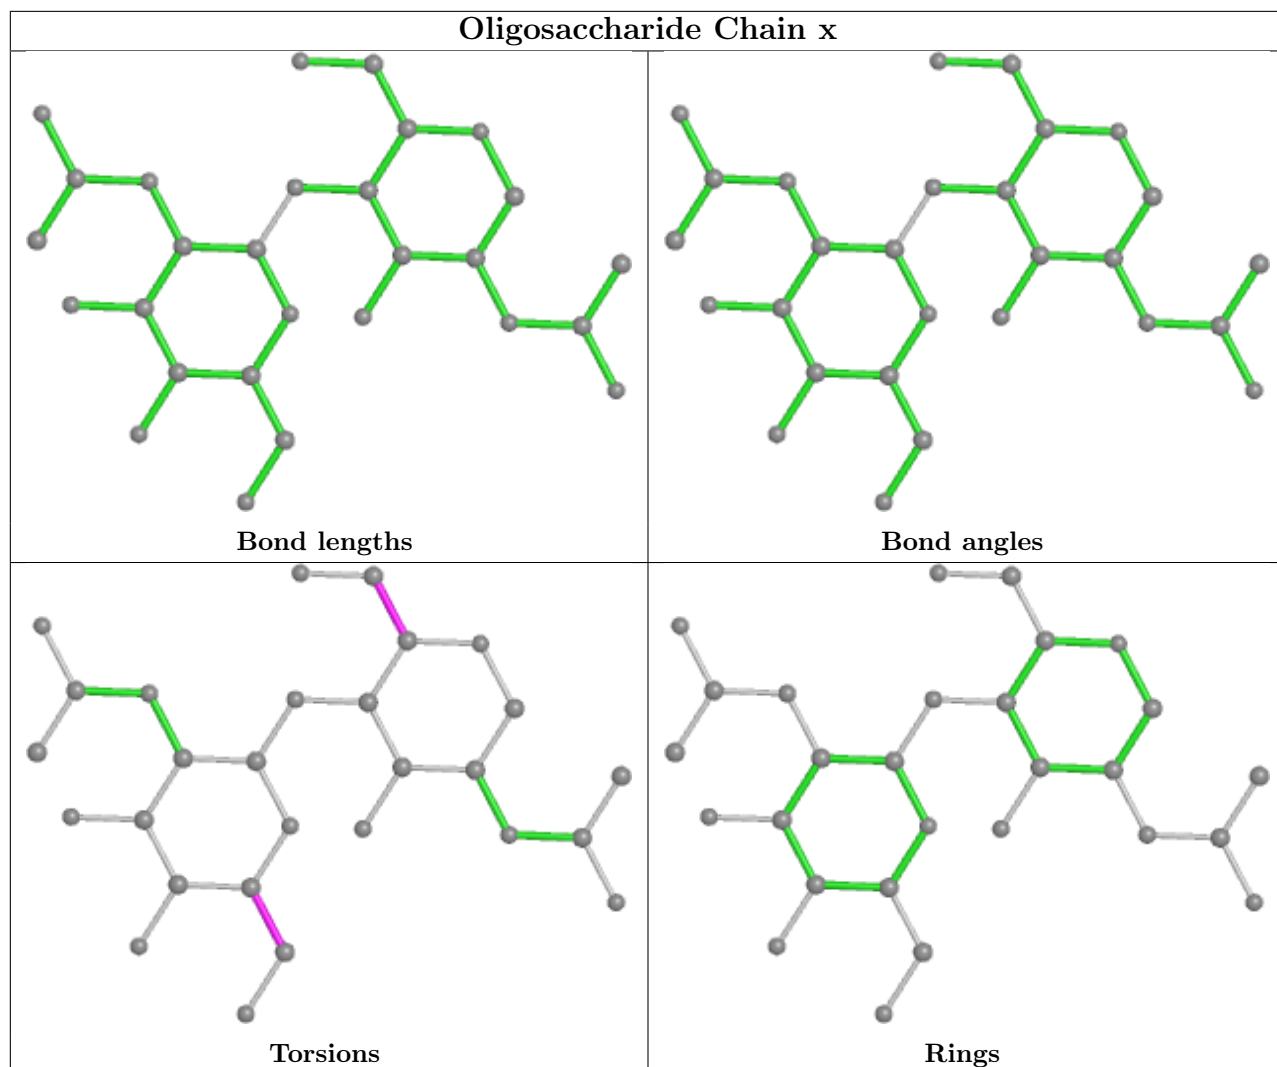 Oligosaccharide Chain x
Bond lengths
Bond angles
Torsions
Rings